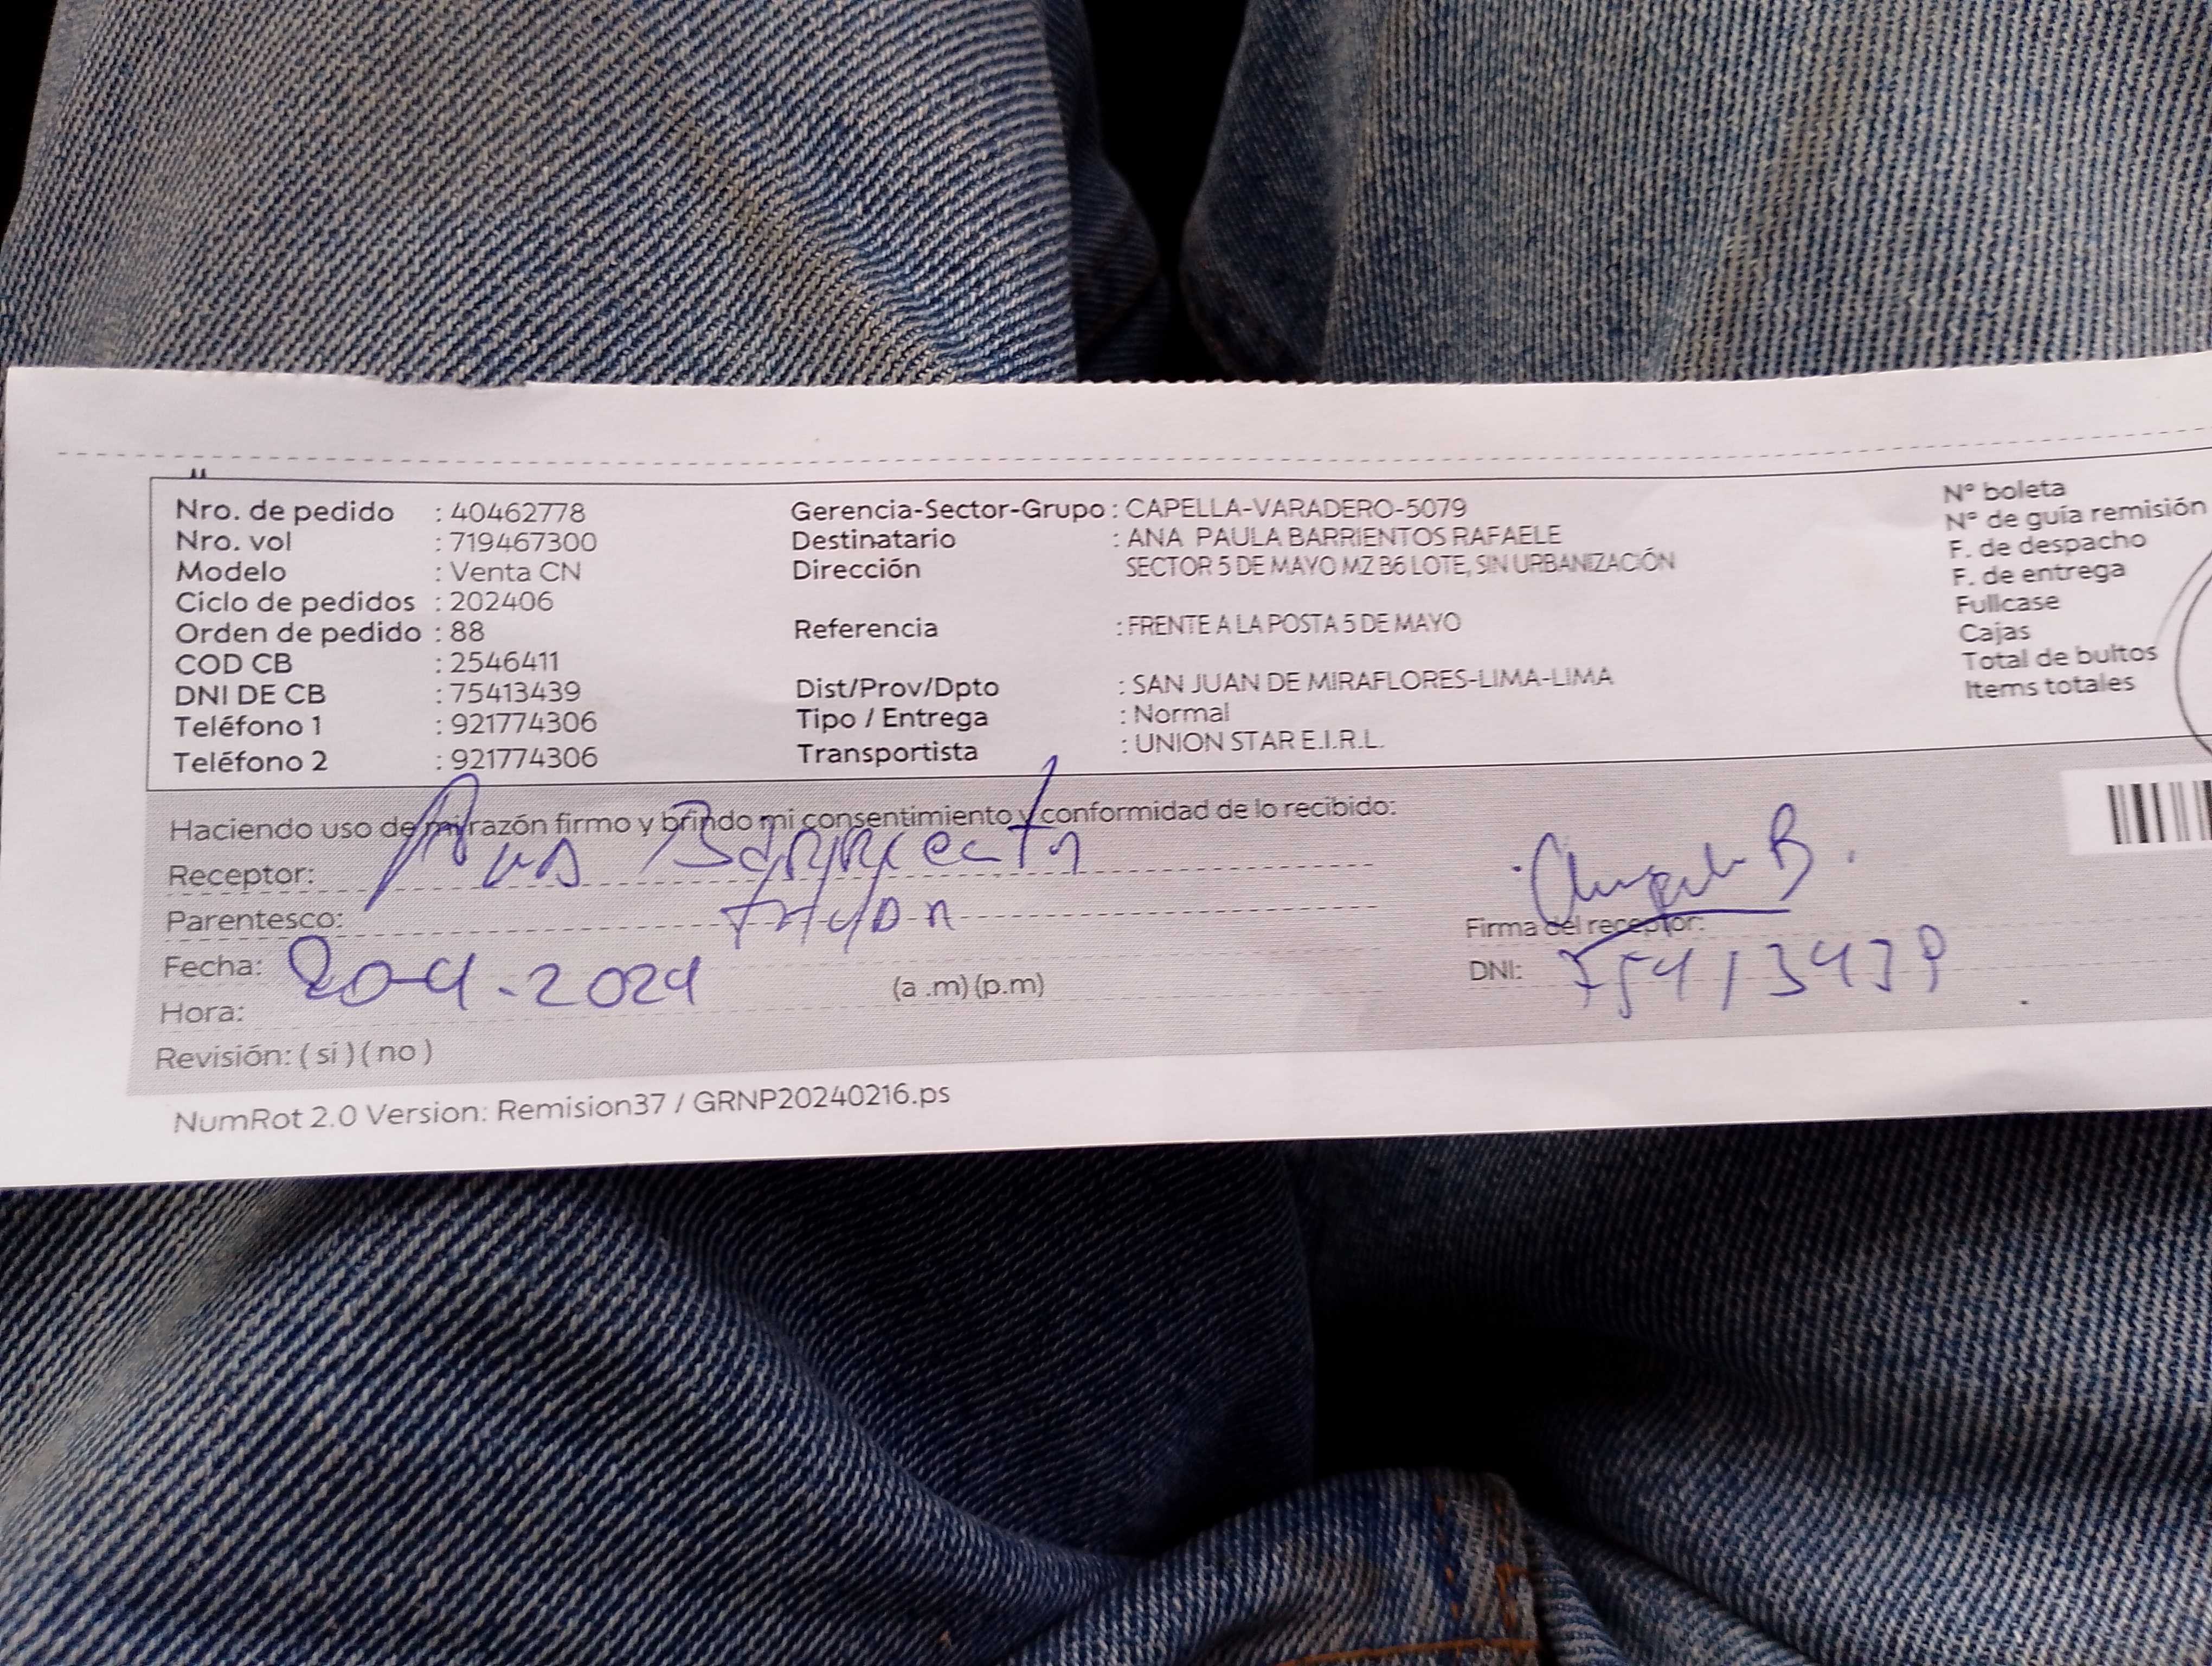 Nro. de pedido : 40462778
Nro. vol : 719467300
Modelo : Venta CN
Ciclo de pedidos : 202406
Orden de pedido : 88
COD CB : 2546411
DNI DE CB : 75413439
Teléfono 1 : 921774306
Teléfono 2 : 921774306
Gerencia-Sector-Grupo : CAPELLA-VARADERO-5079
Destinatario : ANA PAULA BARRIENTOS RAFAELE
Dirección SECTOR 5 DE MAYO MZ B6 LOTE, SIN URBANIZACIÓN
Referencia : FRENTE A LA POSTA 5 DE MAYO
Dist/Prov/Dpto : SAN JUAN DE MIRAFLORES-LIMA-LIMA
Tipo / Entrega : Normal
Transportista : UNION STAR E.I.R.L.
N° boleta
N° de guía remisión
F. de despacho
F. de entrega
Fullcase
Cajas
Total de bultos
Items totales
Haciendo uso de mi razón firmo y brindo mi consentimiento y conformidad de lo recibido:
Receptor:
Parentesco:
Fecha: 20-4-2024
Hora: (a .m) (p.m)
Revisión: ( si ) ( no )
Firma del receptor:
DNI: 75413439
NumRot 2.0 Version: Remision37 / GRNP20240216.ps